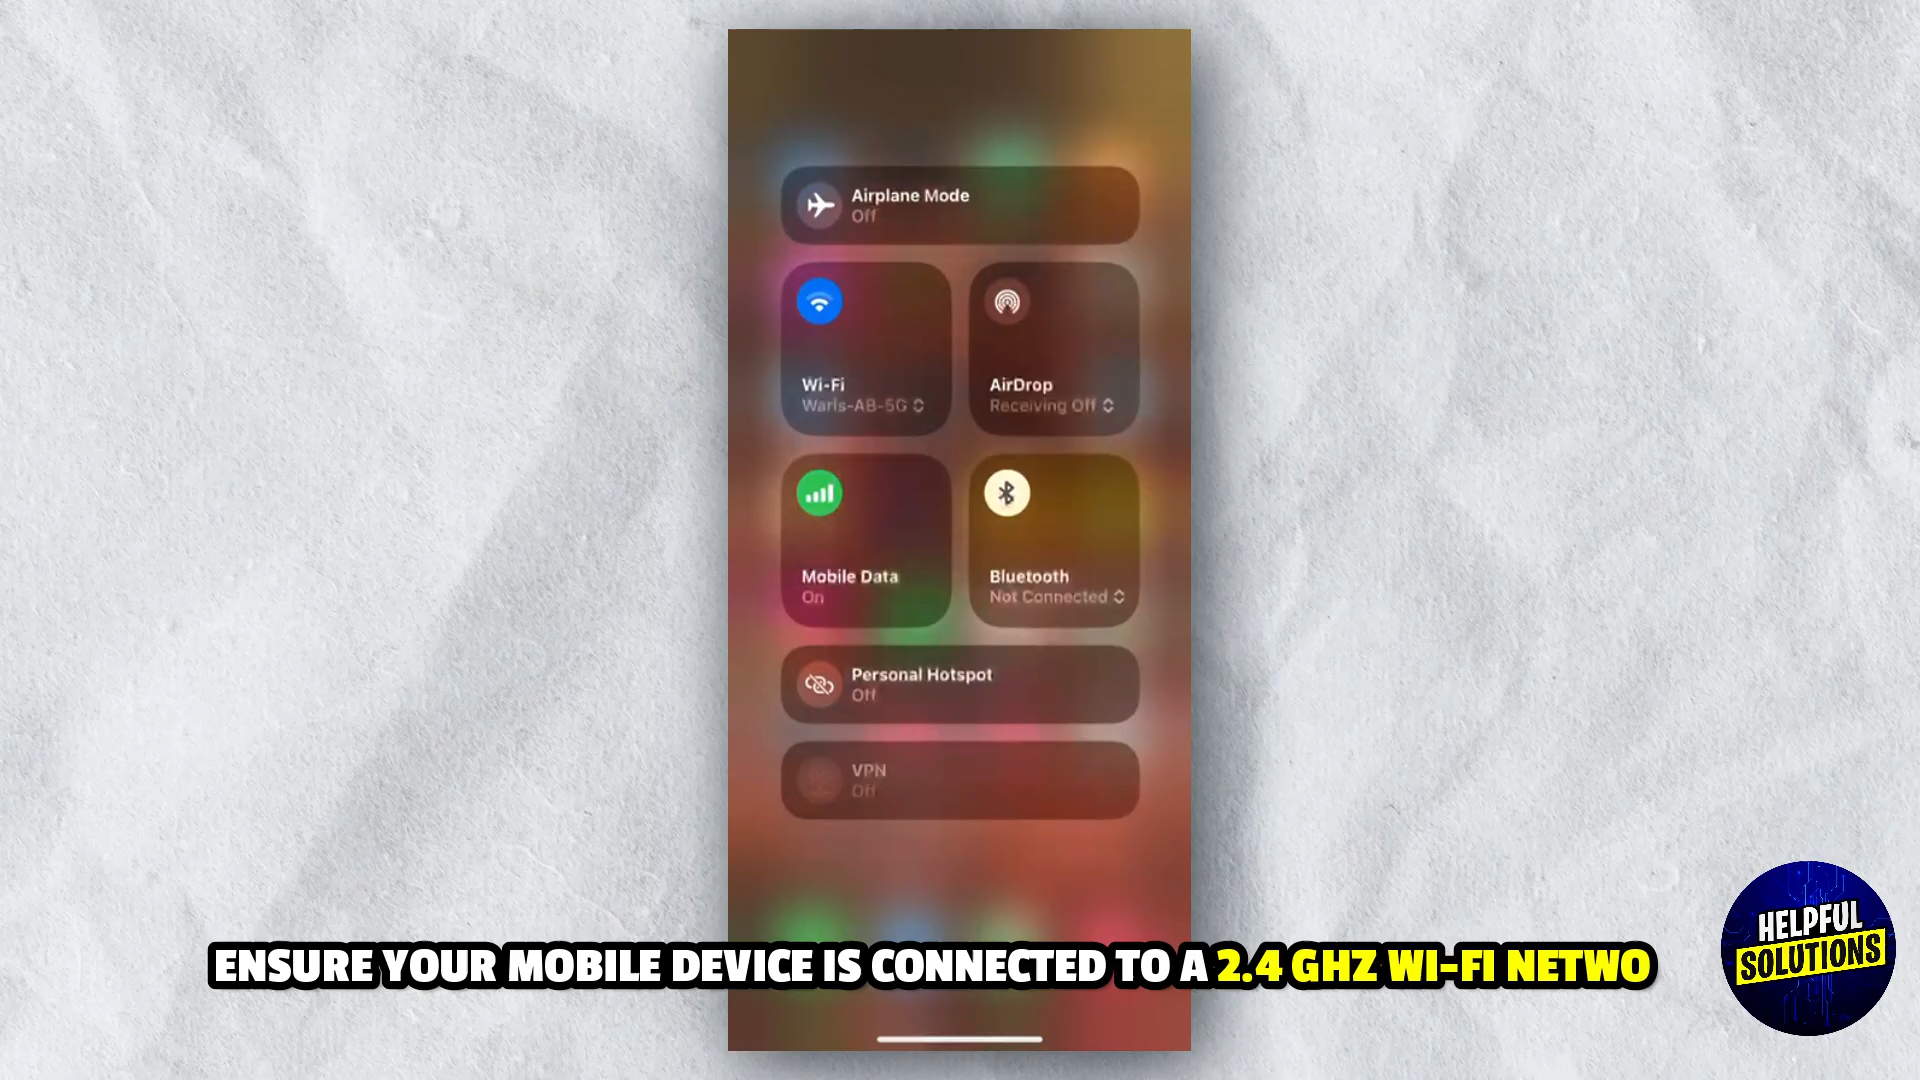 Airplane Mode
Off
Wi-Fi
Waris-AB-5G
AirDrop
Receiving Off
Mobile Data
On
Bluetooth
Not Connected
Personal Hotspot
Off
VPN
Off
ENSURE YOUR MOBILE DEVICE IS CONNECTED TO A 2.4 GHZ WI-FI NETWO
HELPFUL
SOLUTIONS